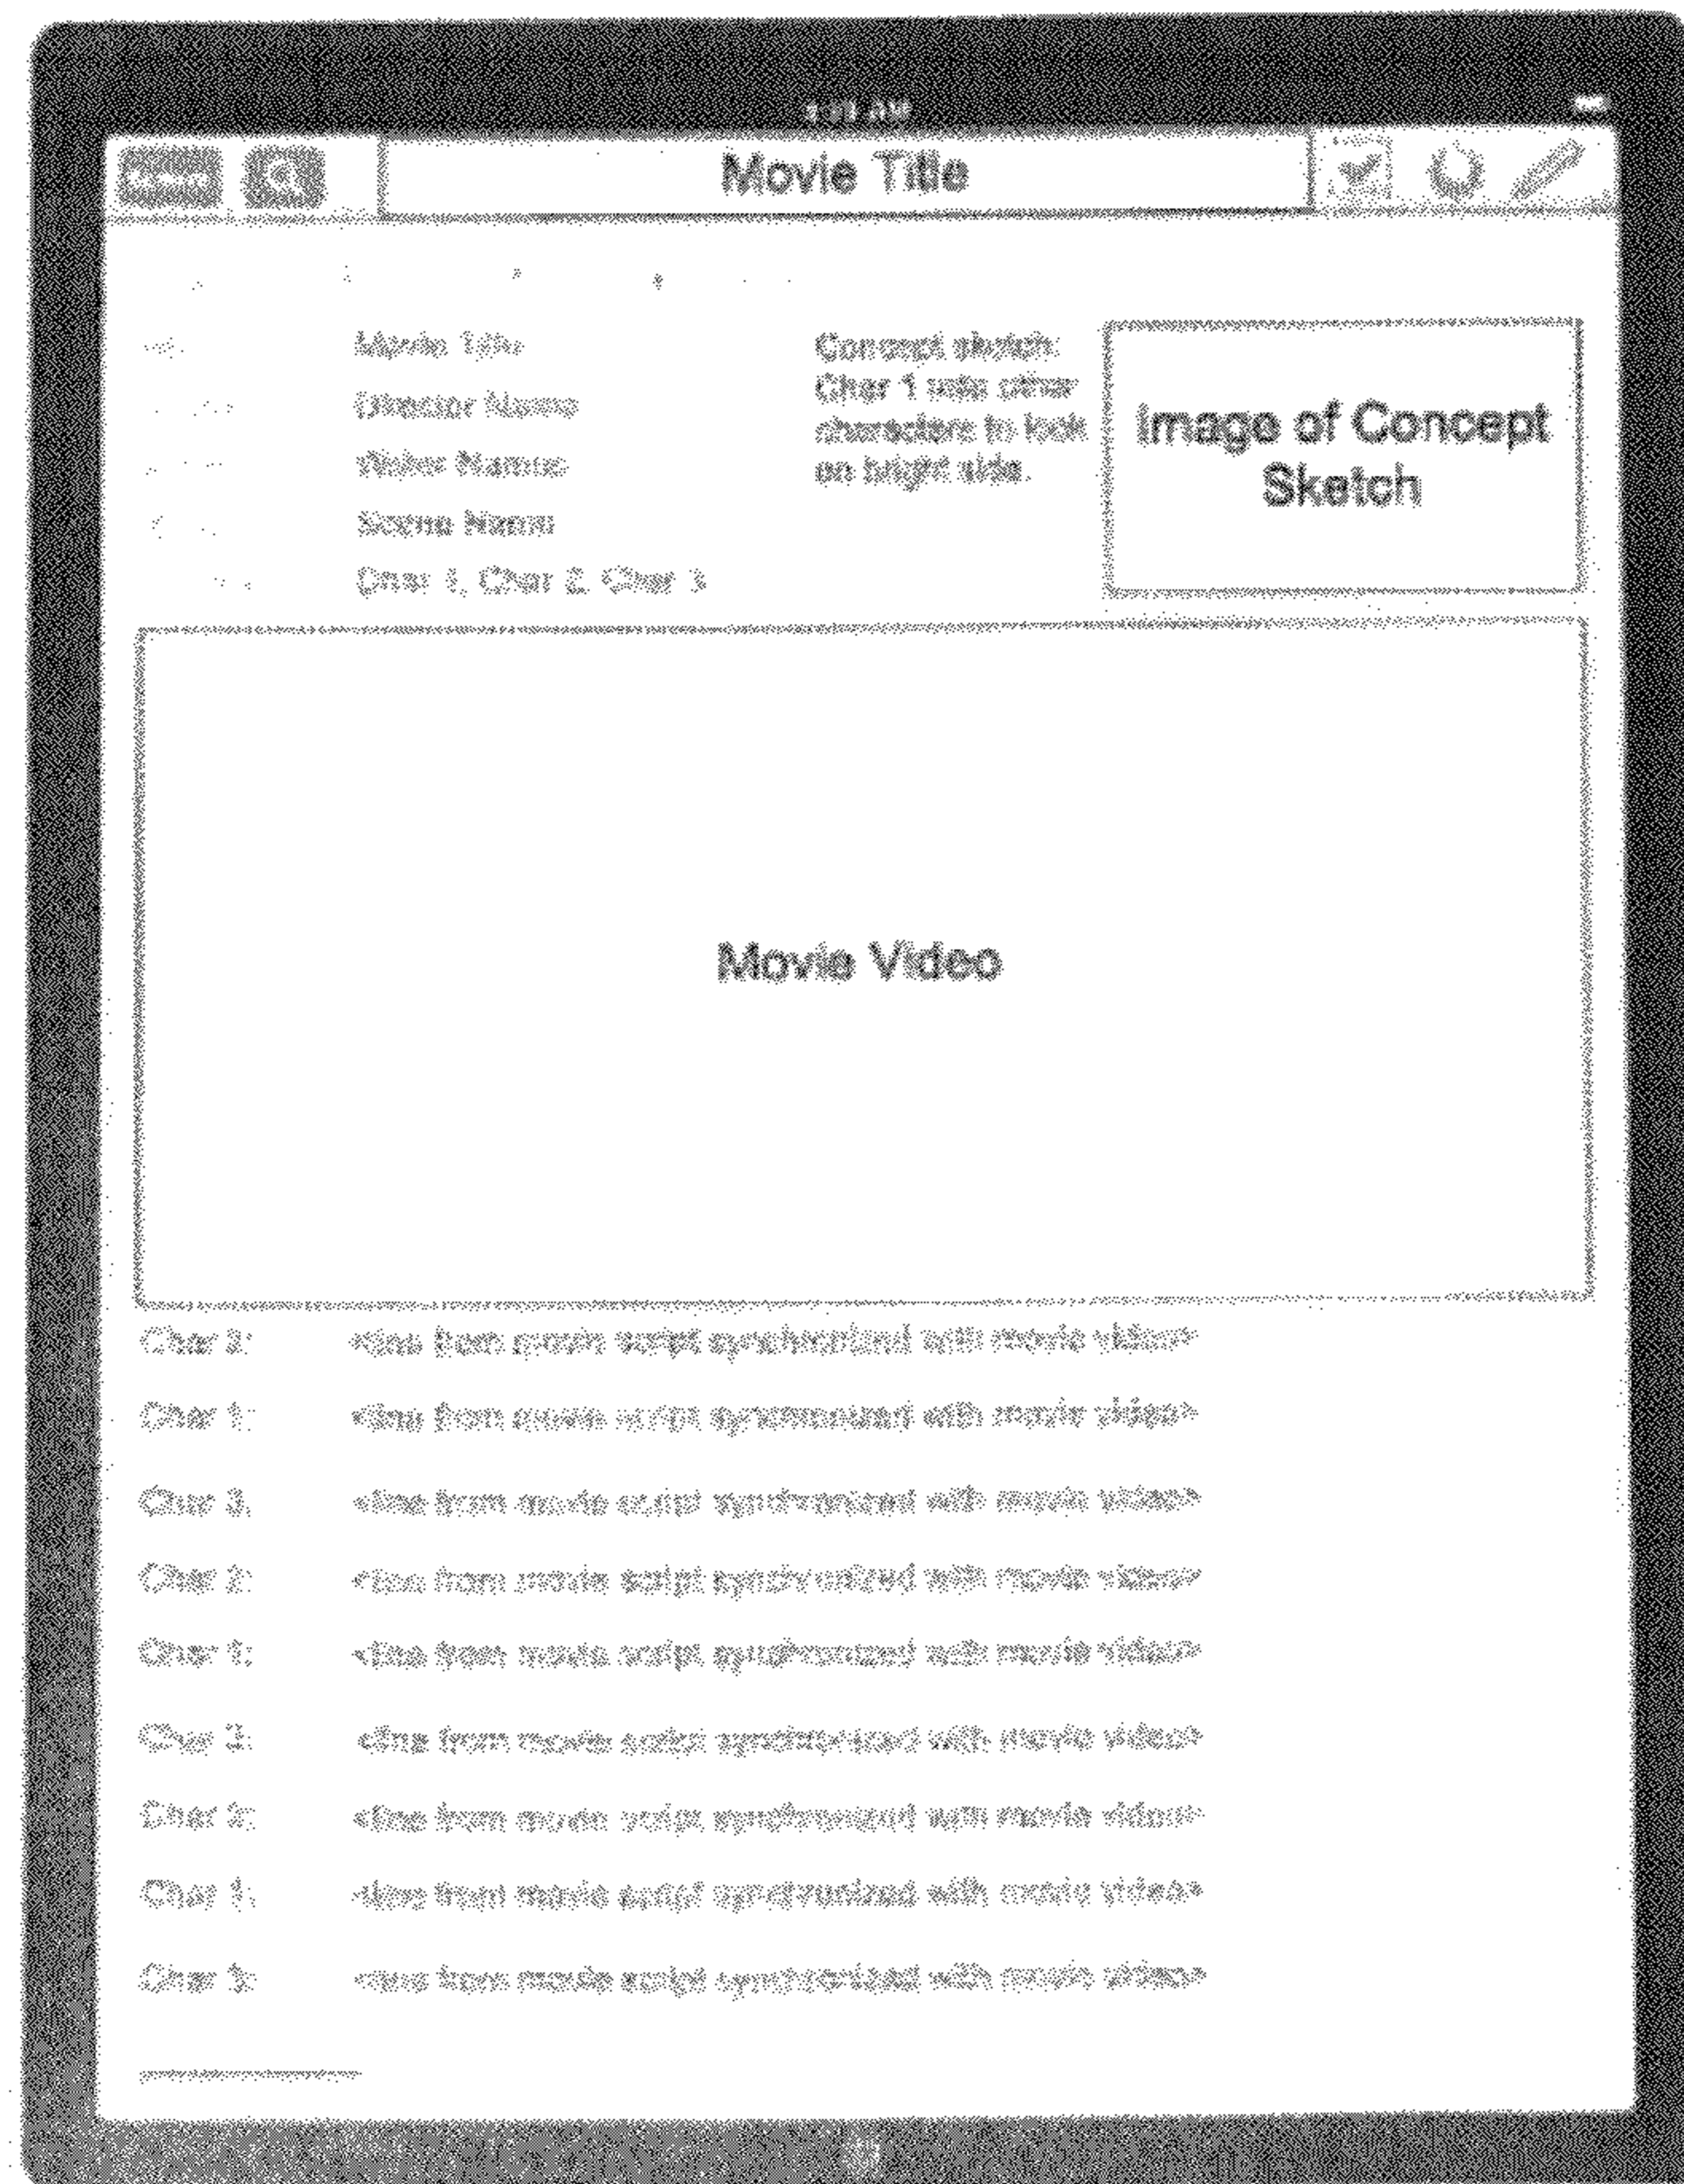 Movie Title
Movie Title
Director Name
Writer Name
Scene Name
Char 1, Char 2, Char 3
Concept sketch:
Char 1 other
characters to look
on bright side.
Image of Concept
Sketch
Movie Video
Char <line from movie script synchronized with movie video>
Char 1: <line from movie script synchronized with movie video>
Char 3: <line from movie script synchronized with movie video>
Char 2: <line from movie script synchronized with movie video>
Char 1: <line from movie script synchronized with movie video>
Char <line from movie script synchronized with movie video>
Char 2: <line from movie script synchronized with movie video>
Char 1: <line from movie script synchronized with movie video>
Char <line from movie script synchronized with movie video>